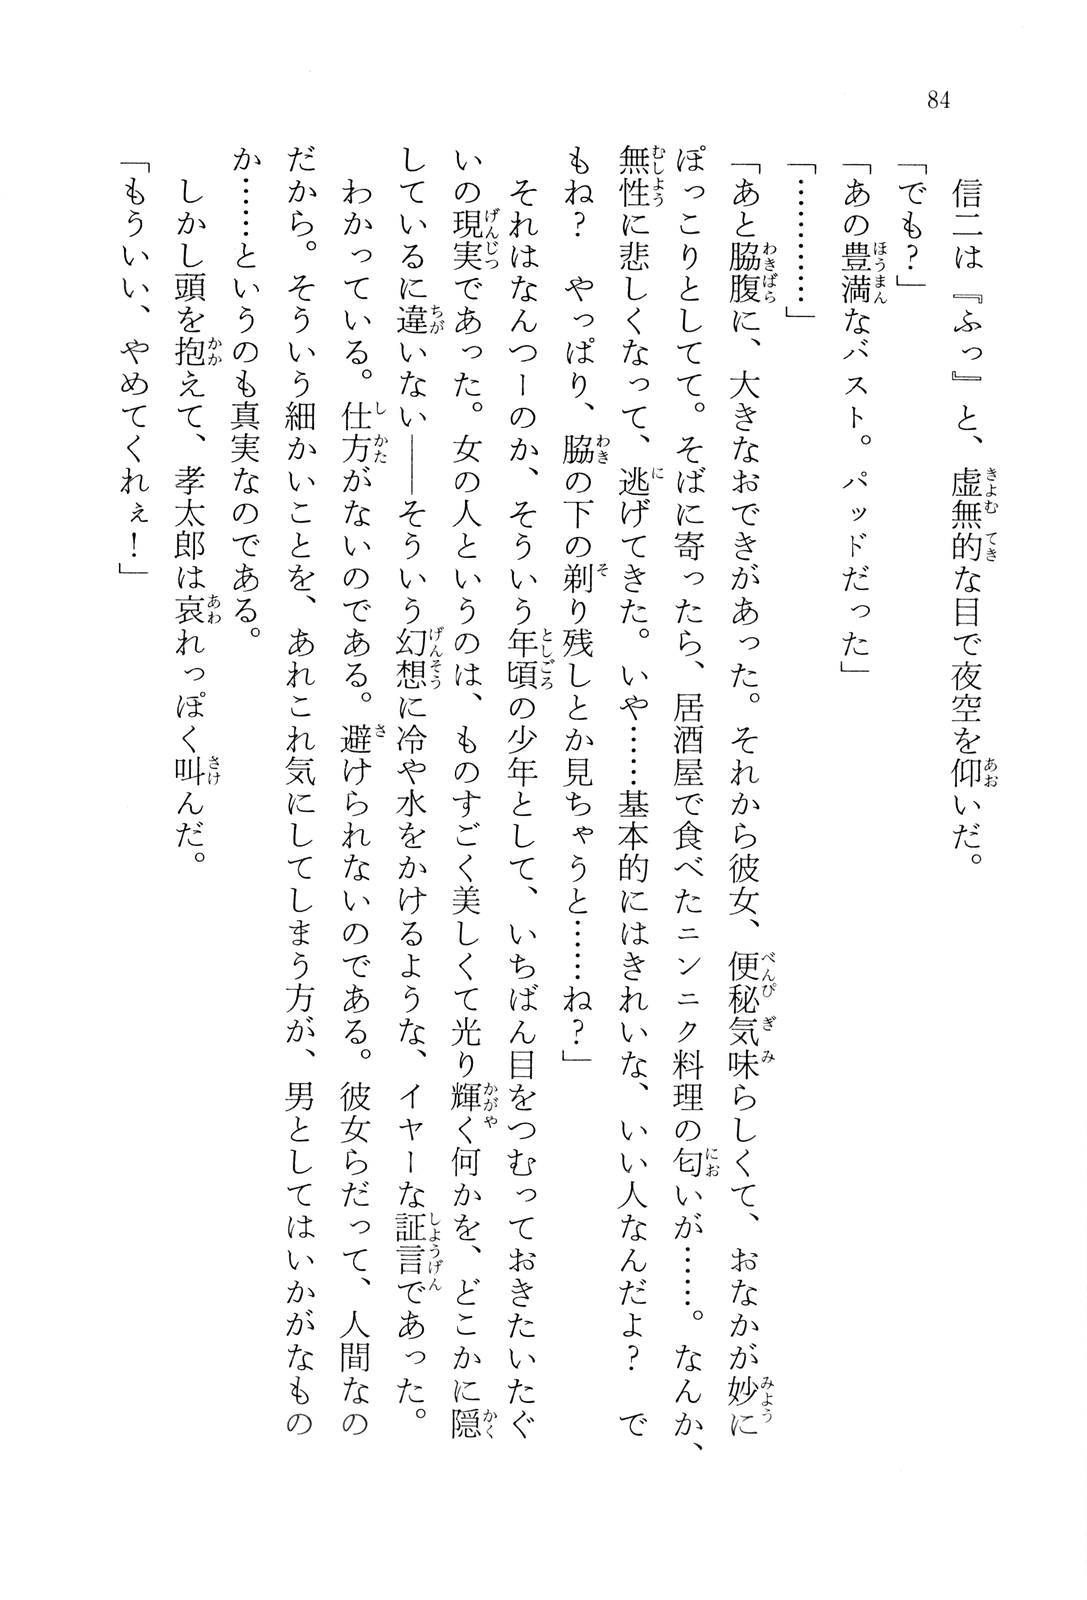 84
信二は『ふっ』と、虚無的な目で夜空を仰いだ。
「でも？」
「あの豊満なバスト。パッドだった」
「…………」
「あと脇腹に、大きなおできがあった。それから彼女、便秘気味らしくて、おなかが妙に
ぽっこりとしてて。そばに寄ったら、居酒屋で食べたニンニク料理の匂いが……。なんか、
無性に悲しくなって、逃げてきた。いや……基本的にはきれいな、いい人なんだよ？　で
もね？　やっぱり、脇の下の剃り残しとか見ちゃうと……ね？」
それはなんつーのか、そういう年頃の少年として、いちばん目をつむっておきたいたぐ
いの現実であった。女の人というのは、ものすごく美しくて光り輝く何かを、どこかに隠
しているに違いない――そういう幻想に冷や水をかけるような、イヤーな証言であった。
わかっている。仕方がないのである。避けられないのである。彼女らだって、人間なの
だから。そういう細かいことを、あれこれ気にしてしまう方が、男としてはいかがなもの
か……というのも真実なのである。
しかし頭を抱えて、孝太郎は哀れっぽく叫んだ。
「もういい、やめてくれぇ！」